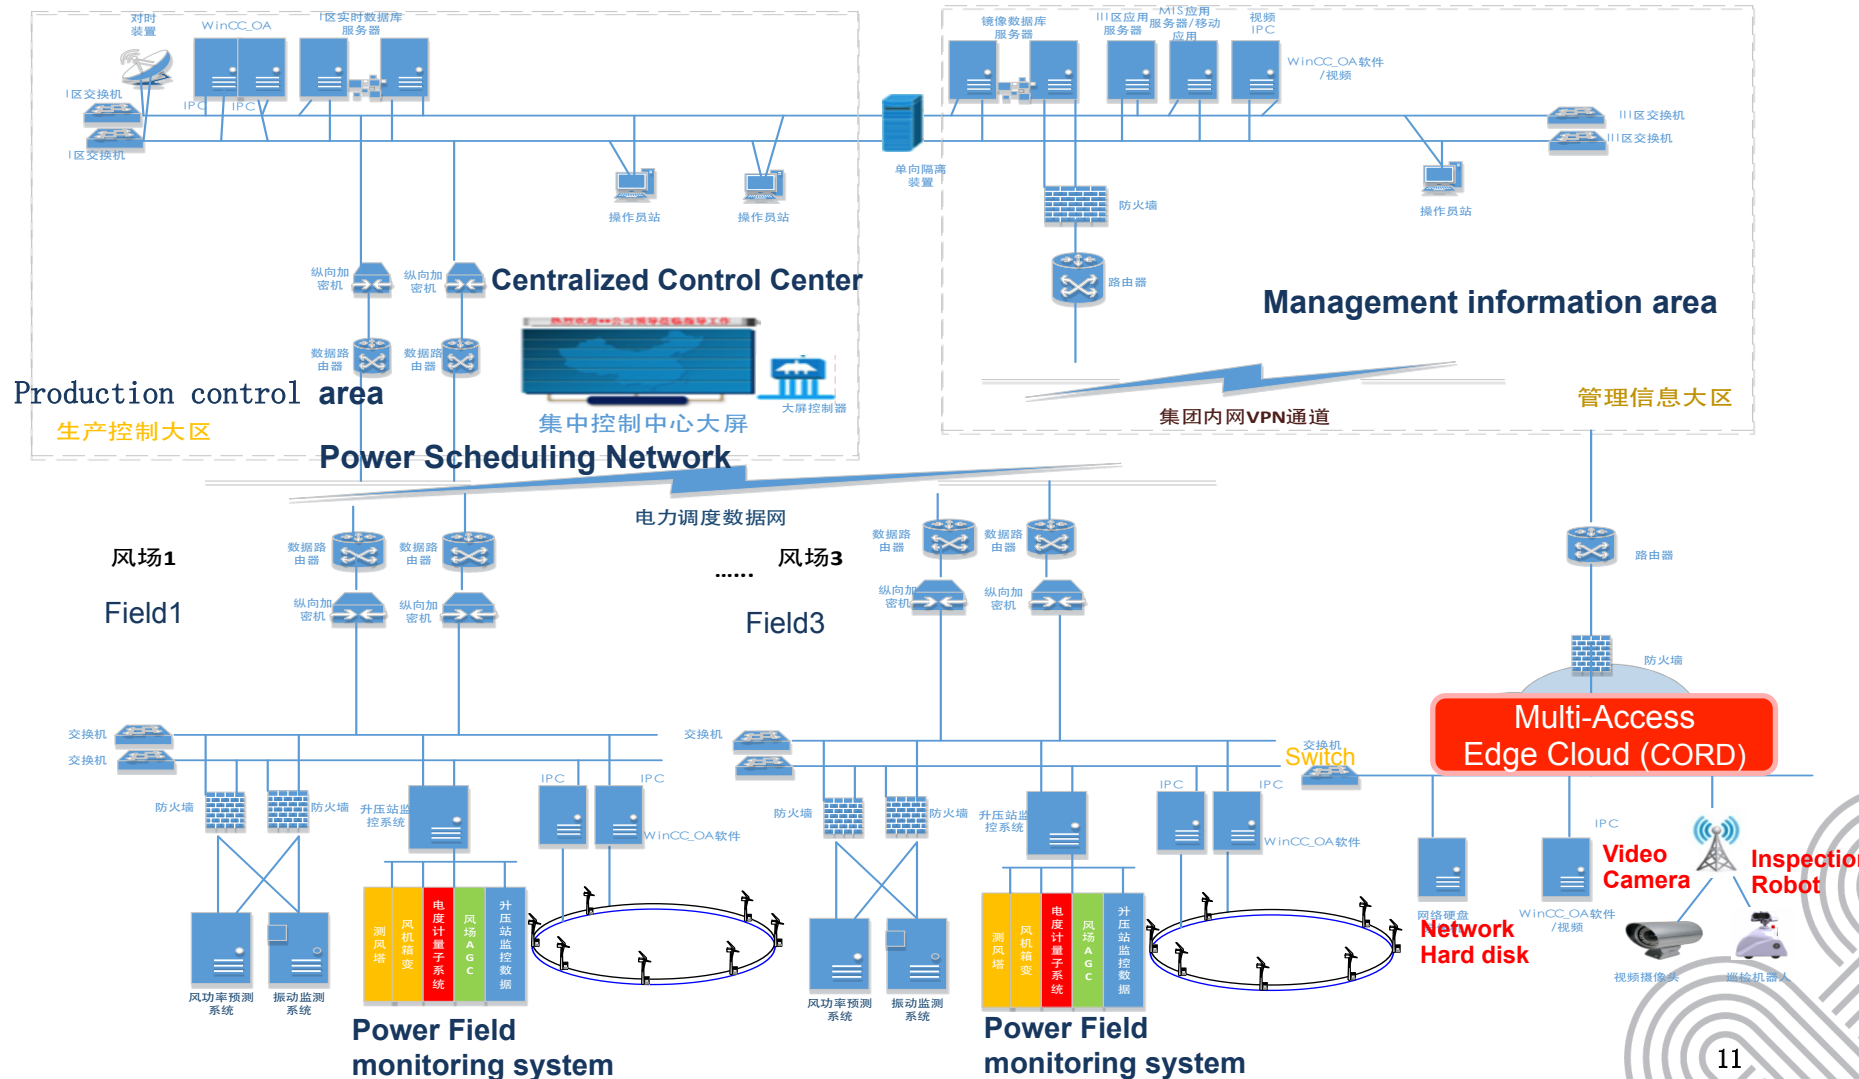 对时
装置
WinCC_OA
I区实时数据库
服务器
I区交换机
IPC
IPC
I区交换机
操作员站
操作员站
单向隔离
装置
镜像数据库
服务器
III区应用
服务器
MIS应用
服务器/移动
应用
视频
IPC
WinCC_OA软件
/视频
III区交换机
III区交换机
操作员站
防火墙
路由器
纵向加
密机
纵向加
密机
Centralized Control Center
Management information area
热烈欢迎**公司领导莅临指导工作
数据路
由器
数据路
由器
大屏控制器
Production control area
生产控制大区
集中控制中心大屏
集团内网VPN通道
管理信息大区
Power Scheduling Network
电力调度数据网
风场1
Field1
数据路
由器
数据路
由器
纵向加
密机
纵向加
密机
......
风场3
Field3
数据路
由器
数据路
由器
纵向加
密机
纵向加
密机
路由器
防火墙
Multi-Access
Edge Cloud (CORD)
交换机
交换机
防火墙
防火墙
升压站监
控系统
IPC
IPC
WinCC_OA软件
交换机
防火墙
防火墙
升压站监
控系统
IPC
IPC
WinCC_OA软件
交换机
Switch
IPC
Video
Camera
Inspection
Robot
网络硬盘
Network
Hard disk
WinCC_OA软件
/视频
视频摄像头
巡检机器人
测风塔
风机箱变
电度计量子系统
风场AGC
升压站监控数据
风功率预测
系统
振动监测
系统
测风塔
风机箱变
电度计量子系统
风场AGC
升压站监控数据
风功率预测
系统
振动监测
系统
Power Field
monitoring system
Power Field
monitoring system
11